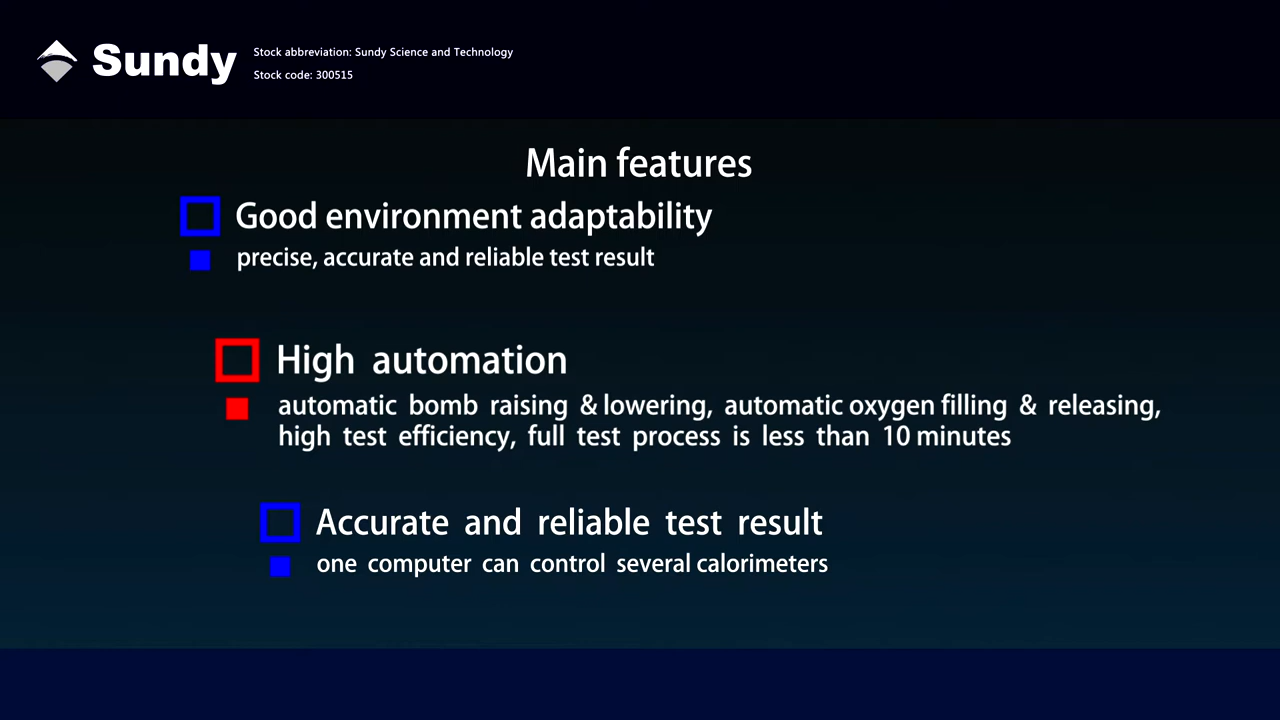 Sundy
Stock abbreviation: Sundy Science and Technology
Stock code: 300515
Main features
Good environment adaptability
precise, accurate and reliable test result
High automation
automatic bomb raising & lowering, automatic oxygen filling & releasing,
high test efficiency, full test process is less than 10 minutes
Accurate and reliable test result
one computer can control several calorimeters